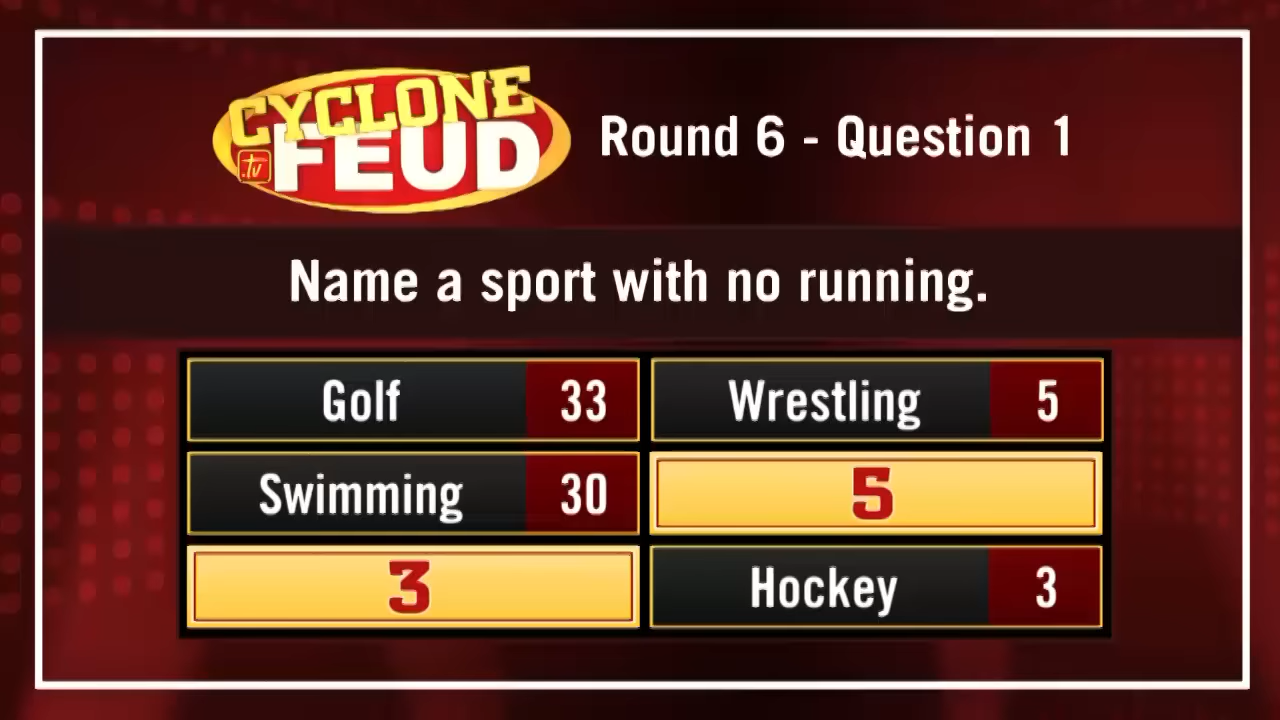 CYCLONE
.tv FEUD
Round 6 - Question 1
Name a sport with no running.
Golf 33
Wrestling 5
Swimming 30
5
3
Hockey 3